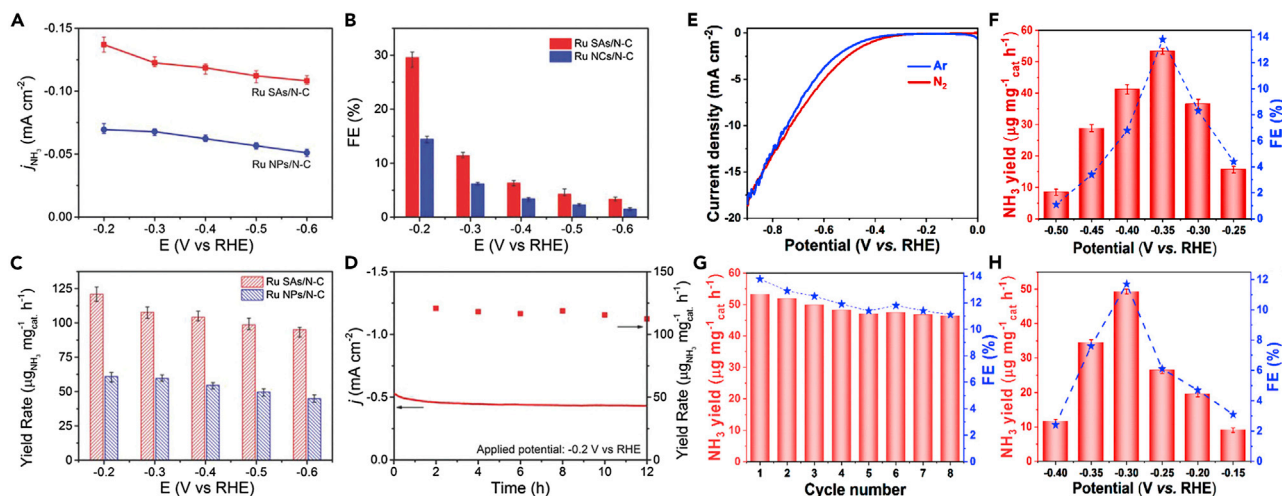 A
-0.15
-0.10
-0.05
0.00
j_NH₃ (mA cm⁻²)
Ru SAs/N-C
Ru NPs/N-C
-0.2 -0.3 -0.4 -0.5 -0.6
E (V vs RHE)
B
30
20
10
0
FE (%)
Ru SAs/N-C
Ru NCs/N-C
-0.2 -0.3 -0.4 -0.5 -0.6
E (V vs RHE)
C
125
100
75
50
25
0
Yield Rate (μg_NH₃ mg⁻¹_cat. h⁻¹)
Ru SAs/N-C
Ru NPs/N-C
-0.2 -0.3 -0.4 -0.5 -0.6
E (V vs RHE)
D
-1.5
-1.0
-0.5
0.0
j (mA cm⁻²)
150
100
50
0
Yield Rate (μg_NH₃ mg⁻¹_cat. h⁻¹)
Applied potential: -0.2 V vs RHE
0 2 4 6 8 10 12
Time (h)
E
0
-5
-10
-15
-20
Current density (mA cm⁻²)
Ar
N₂
-0.8 -0.6 -0.4 -0.2 0.0
Potential (V vs. RHE)
F
60
50
40
30
20
10
0
NH₃ yield (μg mg⁻¹_cat h⁻¹)
14
12
10
8
6
4
2
0
FE (%)
-0.50 -0.45 -0.40 -0.35 -0.30 -0.25
Potential (V vs. RHE)
G
60
50
40
30
20
10
0
NH₃ yield (μg mg⁻¹_cat h⁻¹)
14
12
10
8
6
4
2
0
FE (%)
1 2 3 4 5 6 7 8
Cycle number
H
50
40
30
20
10
0
NH₃ yield (μg mg⁻¹_cat h⁻¹)
12
10
8
6
4
2
0
FE (%)
-0.40 -0.35 -0.30 -0.25 -0.20 -0.15
Potential (V vs. RHE)